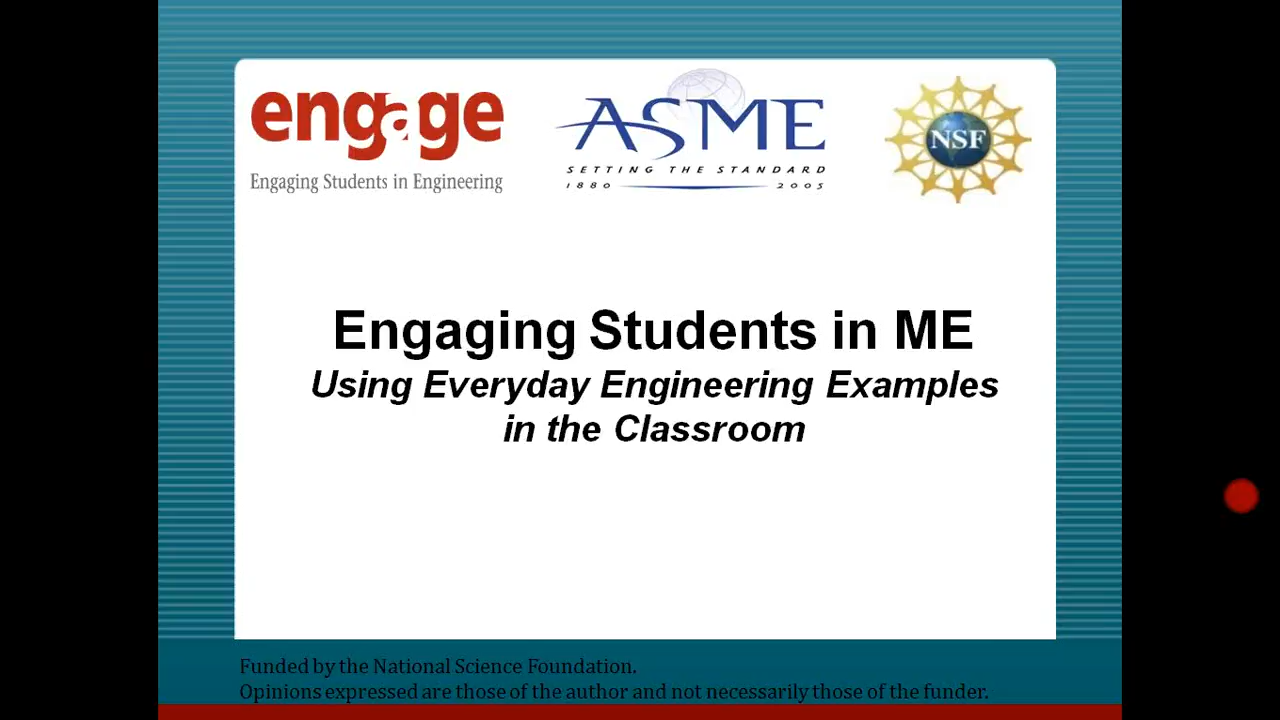 engage
Engaging Students in Engineering
ASME
SETTING THE STANDARD
1880 2005
NSF
Engaging Students in ME
Using Everyday Engineering Examples
in the Classroom
Funded by the National Science Foundation.
Opinions expressed are those of the author and not necessarily those of the funder.